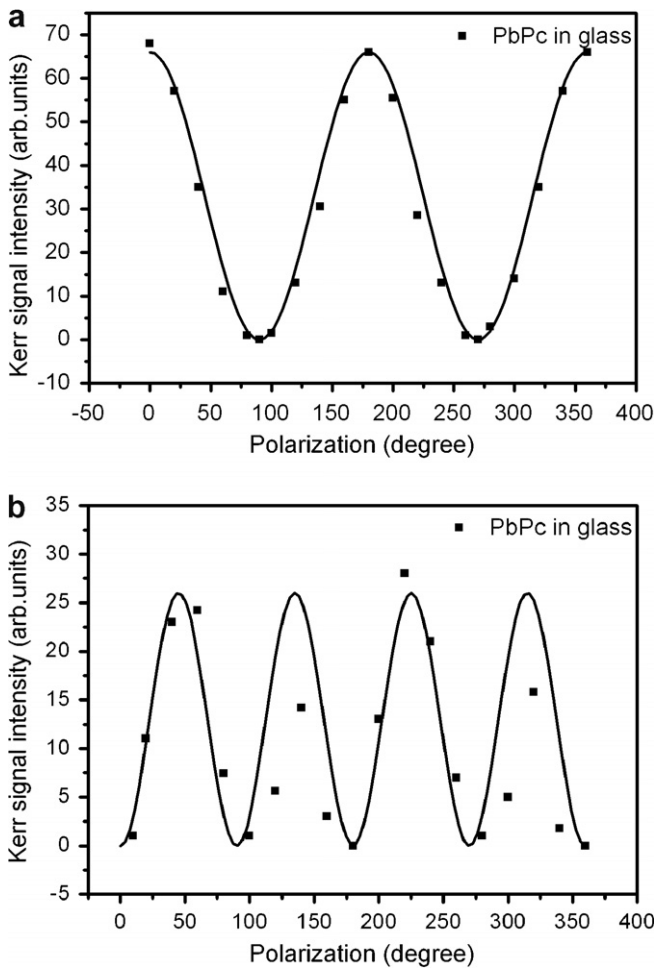 a
PbPc in glass
Kerr signal intensity (arb.units)
70
60
50
40
30
20
10
0
-10
-50 0 50 100 150 200 250 300 350 400
Polarization (degree)
b
PbPc in glass
Kerr signal intensity (arb.units)
35
30
25
20
15
10
5
0
-5
0 50 100 150 200 250 300 350 400
Polarization (degree)